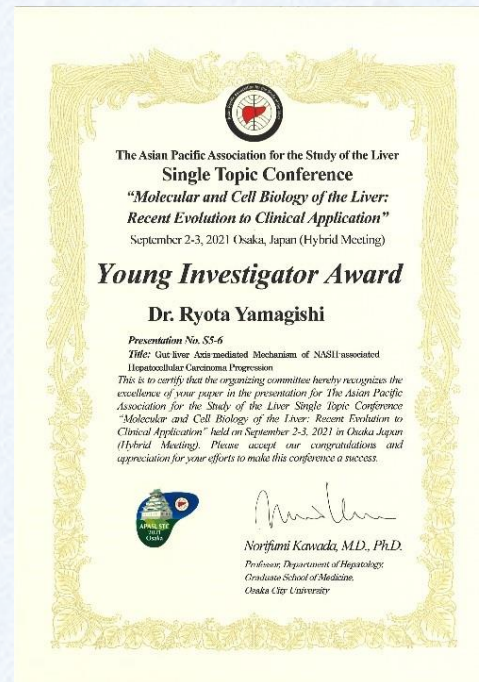 The Asian Pacific Association for the Study of the Liver
Single Topic Conference
“Molecular and Cell Biology of the Liver:
Recent Evolution to Clinical Application”
September 2-3, 2021 Osaka, Japan (Hybrid Meeting)
Young Investigator Award
Dr. Ryota Yamagishi
Presentation No. S5-6
Title: Gut-liver Axis-mediated Mechanism of NASH-associated
Hepatocellular Carcinoma Progression
This is to certify that the organizing committee hereby recognizes the
excellence of your paper in the presentation for The Asian Pacific
Association for the Study of the Liver Single Topic Conference
“Molecular and Cell Biology of the Liver: Recent Evolution to
Clinical Application” held on September 2-3, 2021 in Osaka Japan
(Hybrid Meeting). Please accept our congratulations and
appreciation for your efforts to make this conference a success.
APASL STC
2021
Osaka
Norifumi Kawada, M.D., Ph.D.
Professor, Department of Hepatology,
Graduate School of Medicine,
Osaka City University